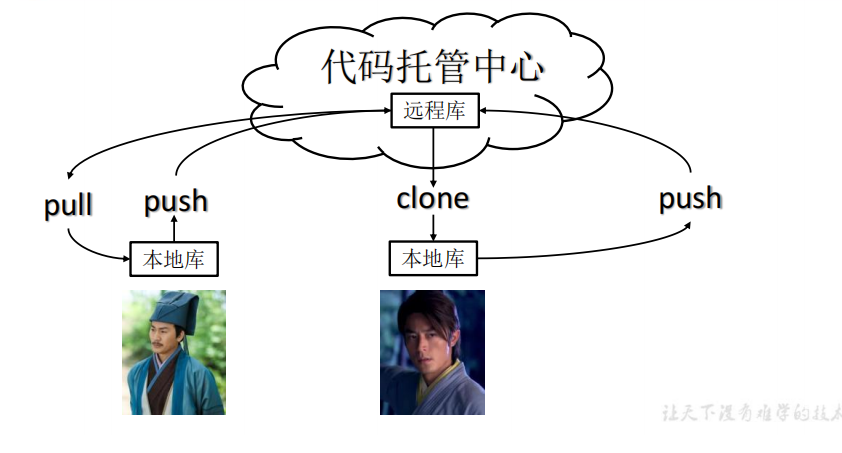 代码托管中心
远程库
pull
push
clone
push
本地库
本地库
让天下没有难学的技术